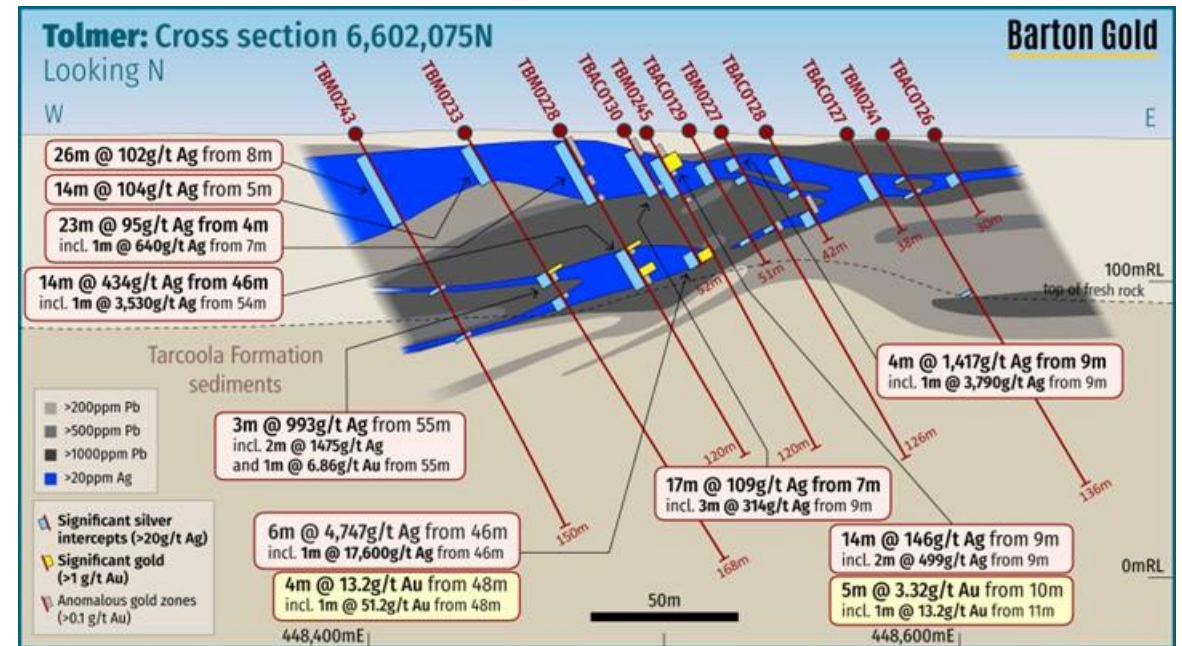 Tolmer: Cross section 6,602,075N
Looking N
Barton Gold
W
E
TBM0243
TBM0233
TBM0228
TBAC0130
TBM0245
TBAC0129
TBM0227
TBAC0128
TBAC0127
TBM0241
TBAC0126
26m @ 102g/t Ag from 8m
14m @ 104g/t Ag from 5m
23m @ 95g/t Ag from 4m
incl. 1m @ 640g/t Ag from 7m
14m @ 434g/t Ag from 46m
incl. 1m @ 3,530g/t Ag from 54m
30m
38m
42m
51m
52m
100mRL
top of fresh rock
Tarcoola Formation
sediments
4m @ 1,417g/t Ag from 9m
incl. 1m @ 3,790g/t Ag from 9m
>200ppm Pb
>500ppm Pb
>1000ppm Pb
>20ppm Ag
3m @ 993g/t Ag from 55m
incl. 2m @ 1475g/t Ag
and 1m @ 6.86g/t Au from 55m
120m
120m
126m
136m
150m
168m
17m @ 109g/t Ag from 7m
incl. 3m @ 314g/t Ag from 9m
Significant silver
intercepts (>20g/t Ag)
Significant gold
(>1 g/t Au)
Anomalous gold zones
(>0.1 g/t Au)
6m @ 4,747g/t Ag from 46m
incl. 1m @ 17,600g/t Ag from 46m
4m @ 13.2g/t Au from 48m
incl. 1m @ 51.2g/t Au from 48m
14m @ 146g/t Ag from 9m
incl. 2m @ 499g/t Ag from 9m
5m @ 3.32g/t Au from 10m
incl. 1m @ 13.2g/t Au from 11m
0mRL
50m
448,400mE
448,600mE